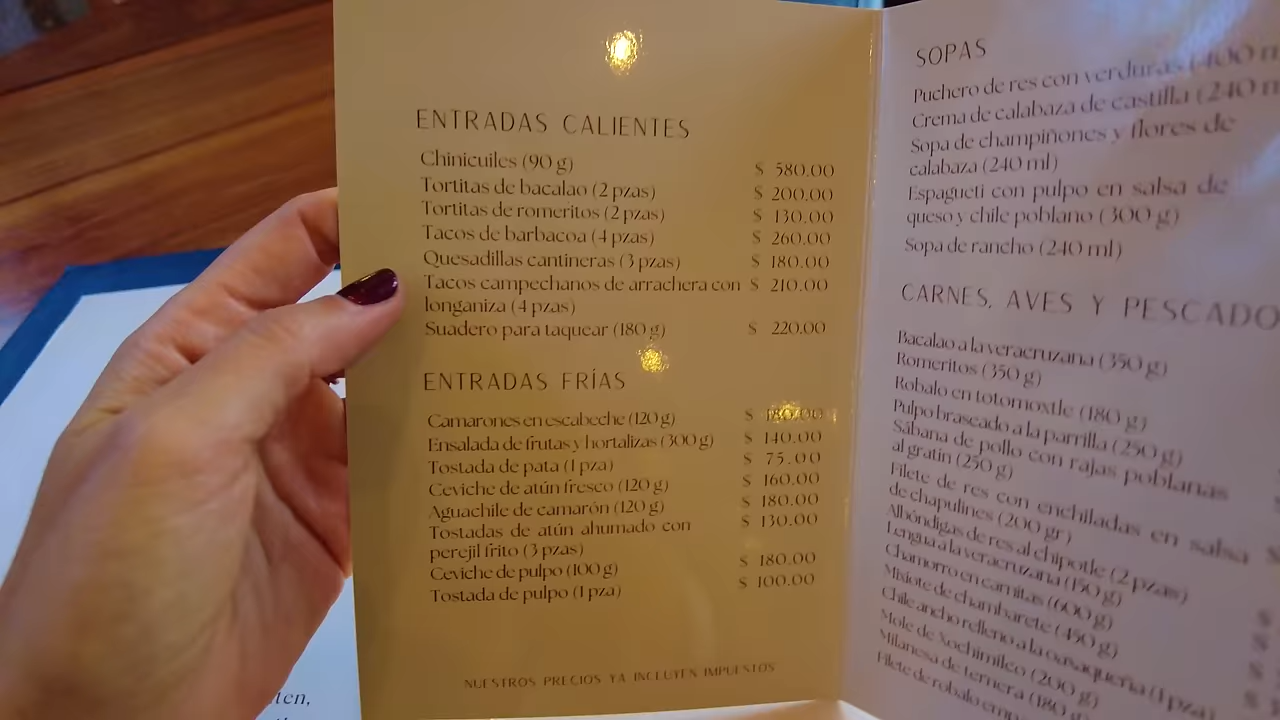 ENTRADAS CALIENTES
Chinicuiles (90 g) $ 580.00
Tortitas de bacalao (2 pzas) $ 200.00
Tortitas de romeritos (2 pzas) $ 130.00
Tacos de barbacoa (4 pzas) $ 260.00
Quesadillas cantineras (3 pzas) $ 180.00
Tacos campechanos de arrachera con $ 210.00
longaniza (4 pzas)
Suadero para taquear (180 g) $ 220.00
ENTRADAS FRÍAS
Camarones en escabeche (120 g) $ 180.00
Ensalada de frutas y hortalizas (300 g) $ 140.00
Tostada de pata (1 pza) $ 75.00
Ceviche de atún fresco (120 g) $ 160.00
Aguachile de camarón (120 g) $ 180.00
Tostadas de atún ahumado con $ 130.00
perejil frito (3 pzas)
Ceviche de pulpo (100 g) $ 180.00
Tostada de pulpo (1 pza) $ 100.00
NUESTROS PRECIOS YA INCLUYEN IMPUESTOS
SOPAS
Puchero de res con verduras (400 m
Crema de calabaza de castilla (240 m
Sopa de champiñones y flores de
calabaza (240 ml)
Espagueti con pulpo en salsa de
queso y chile poblano (300 g)
Sopa de rancho (240 ml)
CARNES, AVES Y PESCADO
Bacalao a la veracruzana (350 g)
Romeritos (350 g)
Robalo en totomoxtle (180 g)
Pulpo braseado a la parrilla (250 g)
Sábana de pollo con rajas poblanas
al gratin (250 g)
Filete de res con enchiladas en salsa
de chapulines (200 gr)
Albóndigas de res al chipotle (2 pzas)
Lengua a la veracruzana (150 g)
Chamorro en carnitas (600 g)
Mixiote de chambarete (450 g)
Chile ancho relleno a la oaxaqueña (1 pza)
Mole de Xochimilco (200 g)
Milanesa de ternera (180 g
Filete de robalo emp
ten,